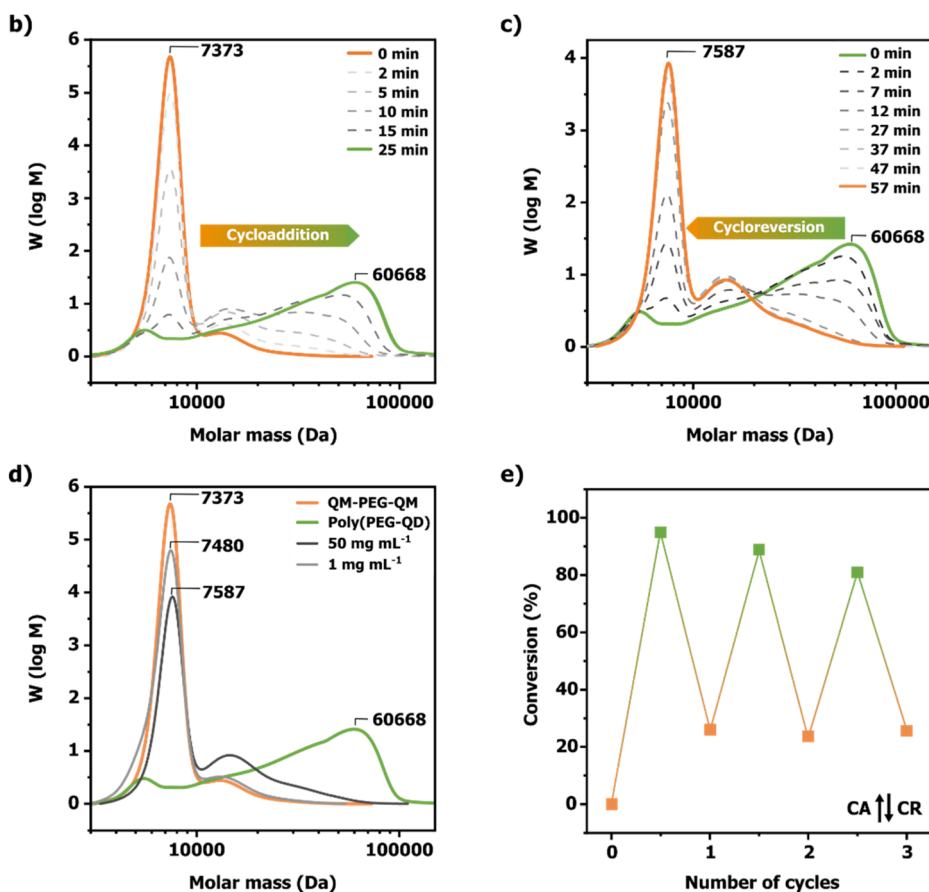 b)
6
5
4
3
2
1
0
W (log M)
7373
0 min
2 min
5 min
10 min
15 min
25 min
Cycloaddition
60668
10000
100000
Molar mass (Da)
c)
4
3
2
1
0
W (log M)
7587
0 min
2 min
7 min
12 min
27 min
37 min
47 min
57 min
Cycloreversion
60668
10000
100000
Molar mass (Da)
d)
6
5
4
3
2
1
0
W (log M)
7373
7480
7587
QM-PEG-QM
Poly(PEG-QD)
50 mg mL⁻¹
1 mg mL⁻¹
60668
10000
100000
Molar mass (Da)
e)
100
80
60
40
20
0
Conversion (%)
CA CR
0
1
2
3
Number of cycles